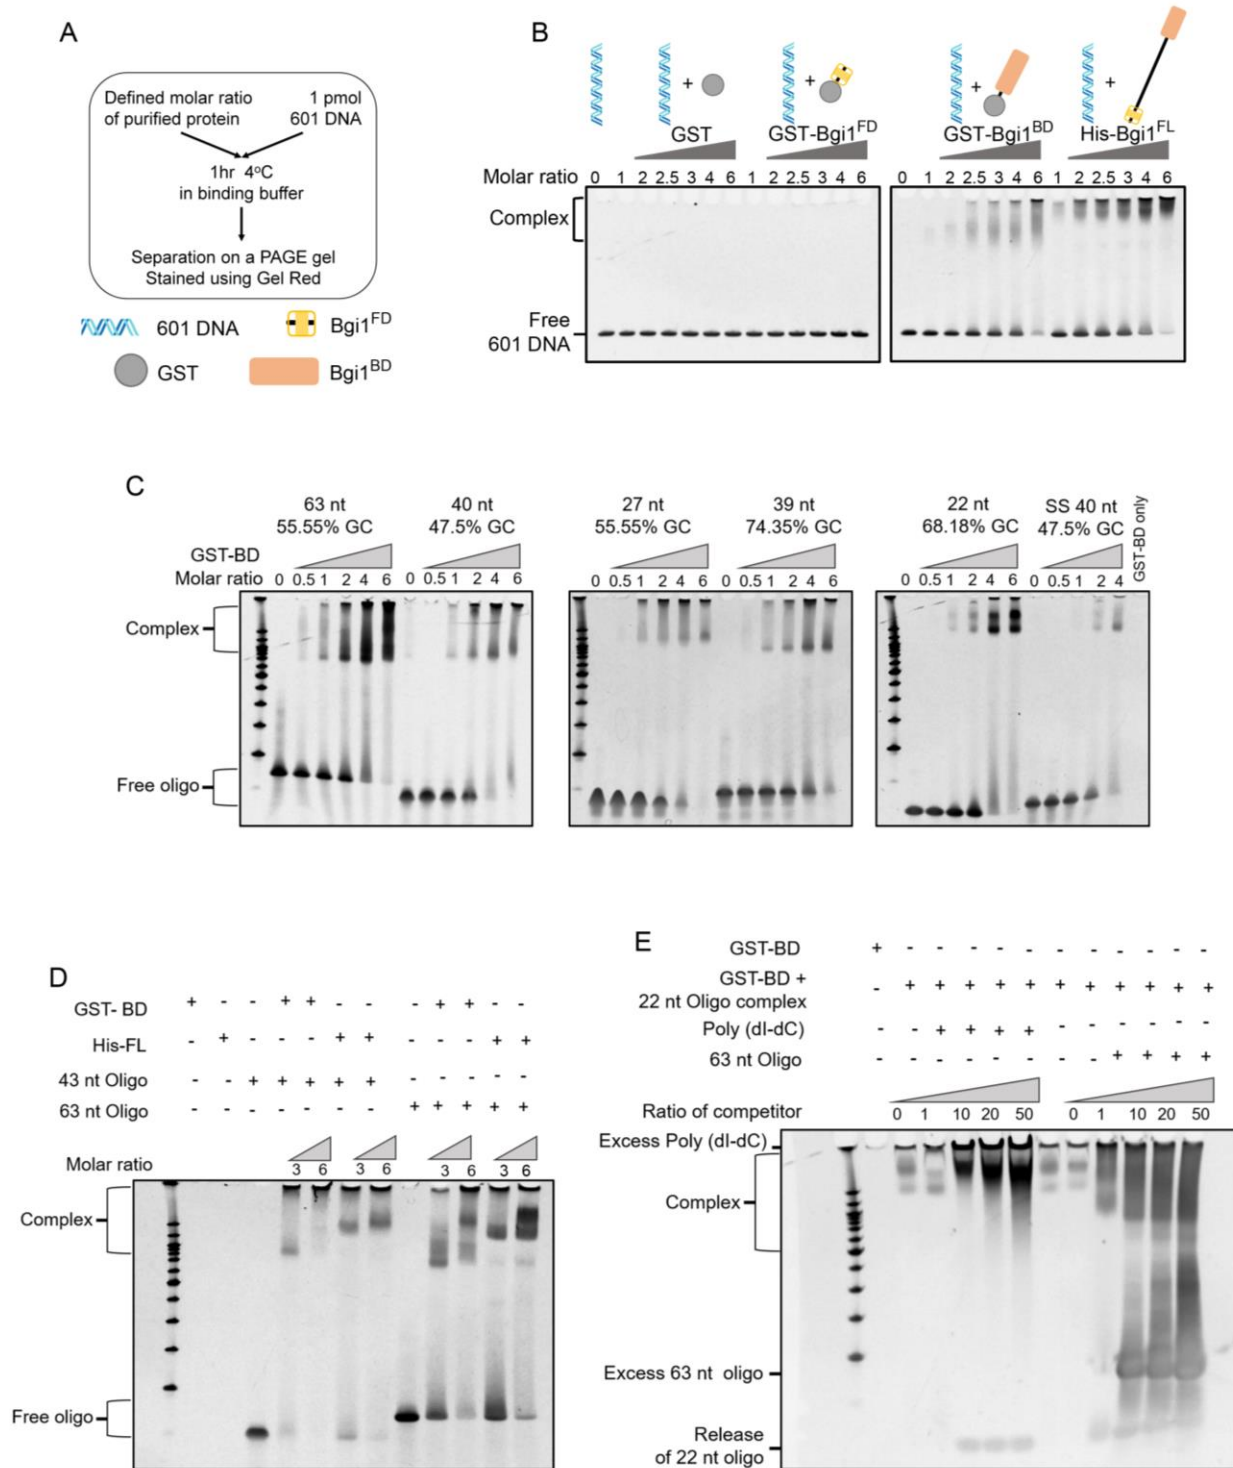 A
Defined molar ratio
of purified protein
1 pmol
601 DNA
1hr 4°C
in binding buffer
Separation on a PAGE gel
Stained using Gel Red
601 DNA
Bgi1FD
GST
Bgi1BD
B
+ + + +
GST GST-Bgi1FD GST-Bgi1BD His-Bgi1FL
Molar ratio 0 1 2 2.5 3 4 6 1 2 2.5 3 4 6 0 1 2 2.5 3 4 6 1 2 2.5 3 4 6
Complex
Free
601 DNA
C
63 nt 40 nt 27 nt 39 nt 22 nt SS 40 nt
55.55% GC 47.5% GC 55.55% GC 74.35% GC 68.18% GC 47.5% GC
GST-BD only
GST-BD
Molar ratio 0 0.5 1 2 4 6 0 0.5 1 2 4 6 0 0.5 1 2 4 6 0 0.5 1 2 4 6 0 0.5 1 2 4 6 0 0.5 1 2 4
Complex
Free oligo
D
GST- BD + - - + + - - - + + - -
His-FL - + - - - + + - - - + +
43 nt Oligo - - + + + + + - - - - -
63 nt Oligo - - - - - - - + + + + +
Molar ratio 3 6 3 6 3 6 3 6
Complex
Free oligo
E
GST-BD + - - - - - - - - - - -
GST-BD +
22 nt Oligo complex - + + + + + + + + + + +
Poly (dI-dC) - - + + + + - - - - - -
63 nt Oligo - - - - - - - - + + + +
Ratio of competitor 0 1 10 20 50 0 1 10 20 50
Excess Poly (dI-dC)
Complex
Excess 63 nt oligo
Release
of 22 nt oligo